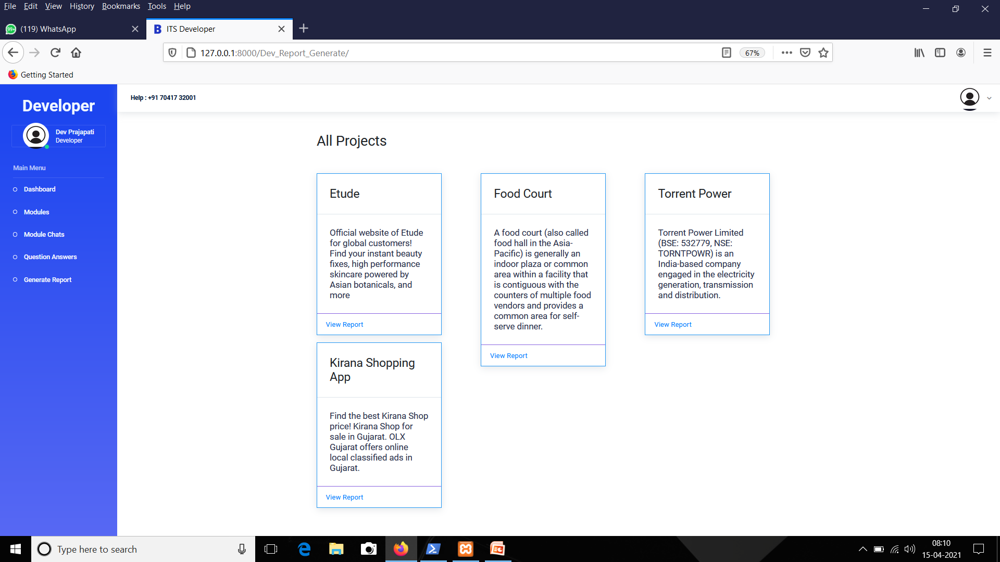 File Edit View History Bookmarks Tools Help
(119) WhatsApp
ITS Developer
127.0.0.1:8000/Dev_Report_Generate/
67%
Getting Started
Developer
Dev Prajapati
Developer
Main Menu
Dashboard
Modules
Module Chats
Question Answers
Generate Report
Help : +91 70417 32001
All Projects
Etude
Official website of Etude
for global customers!
Find your instant beauty
fixes, high performance
skincare powered by
Asian botanicals, and
more
View Report
Food Court
A food court (also called
food hall in the Asia-
Pacific) is generally an
indoor plaza or common
area within a facility that
is contiguous with the
counters of multiple food
vendors and provides a
common area for self-
serve dinner.
View Report
Torrent Power
Torrent Power Limited
(BSE: 532779, NSE:
TORNTPOWR) is an
India-based company
engaged in the electricity
generation, transmission
and distribution.
View Report
Kirana Shopping
App
Find the best Kirana Shop
price! Kirana Shop for
sale in Gujarat. OLX
Gujarat offers online
local classified ads in
Gujarat.
View Report
Type here to search
08:10
15-04-2021